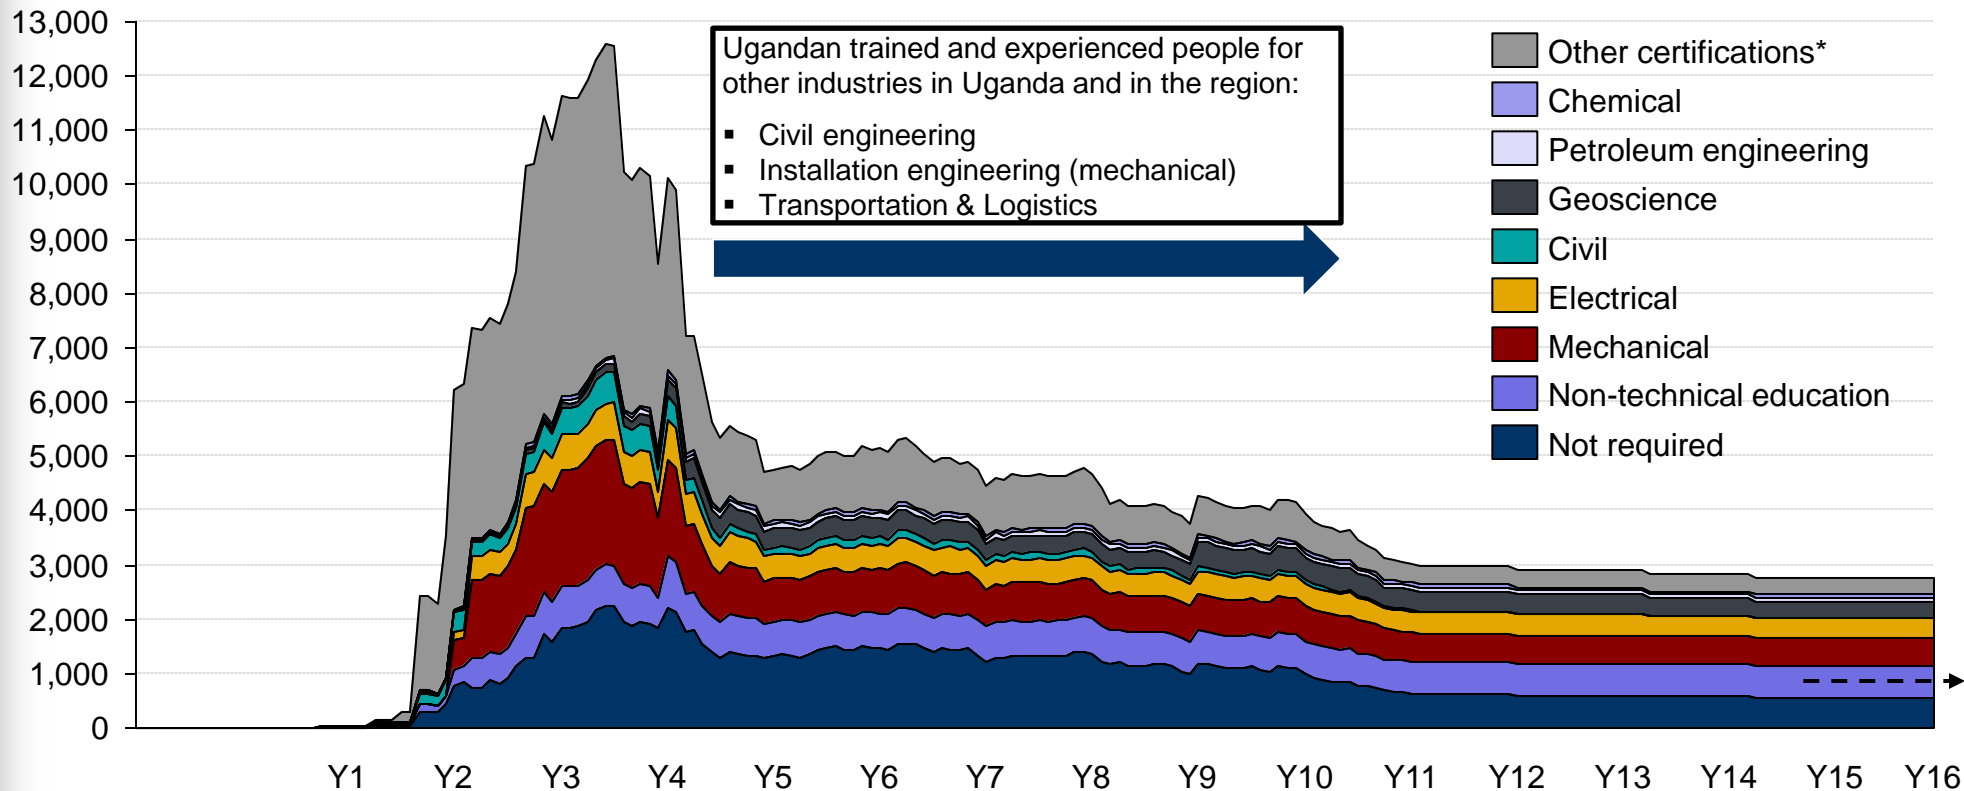 13,000
12,000
11,000
10,000
9,000
8,000
7,000
6,000
5,000
4,000
3,000
2,000
1,000
0
Ugandan trained and experienced people for
other industries in Uganda and in the region:
▪ Civil engineering
▪ Installation engineering (mechanical)
▪ Transportation & Logistics
Other certifications*
Chemical
Petroleum engineering
Geoscience
Civil
Electrical
Mechanical
Non-technical education
Not required
Y1 Y2 Y3 Y4 Y5 Y6 Y7 Y8 Y9 Y10 Y11 Y12 Y13 Y14 Y15 Y16